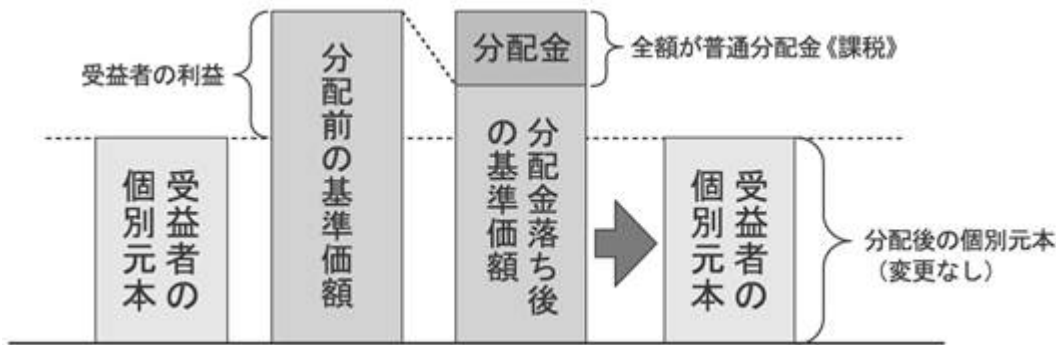 受益者の利益
受益者の
個別元本
分配前の基準価額
分配金
全額が普通分配金《課税》
分配金落ち後
の基準価額
受益者の
個別元本
分配後の個別元本
（変更なし）